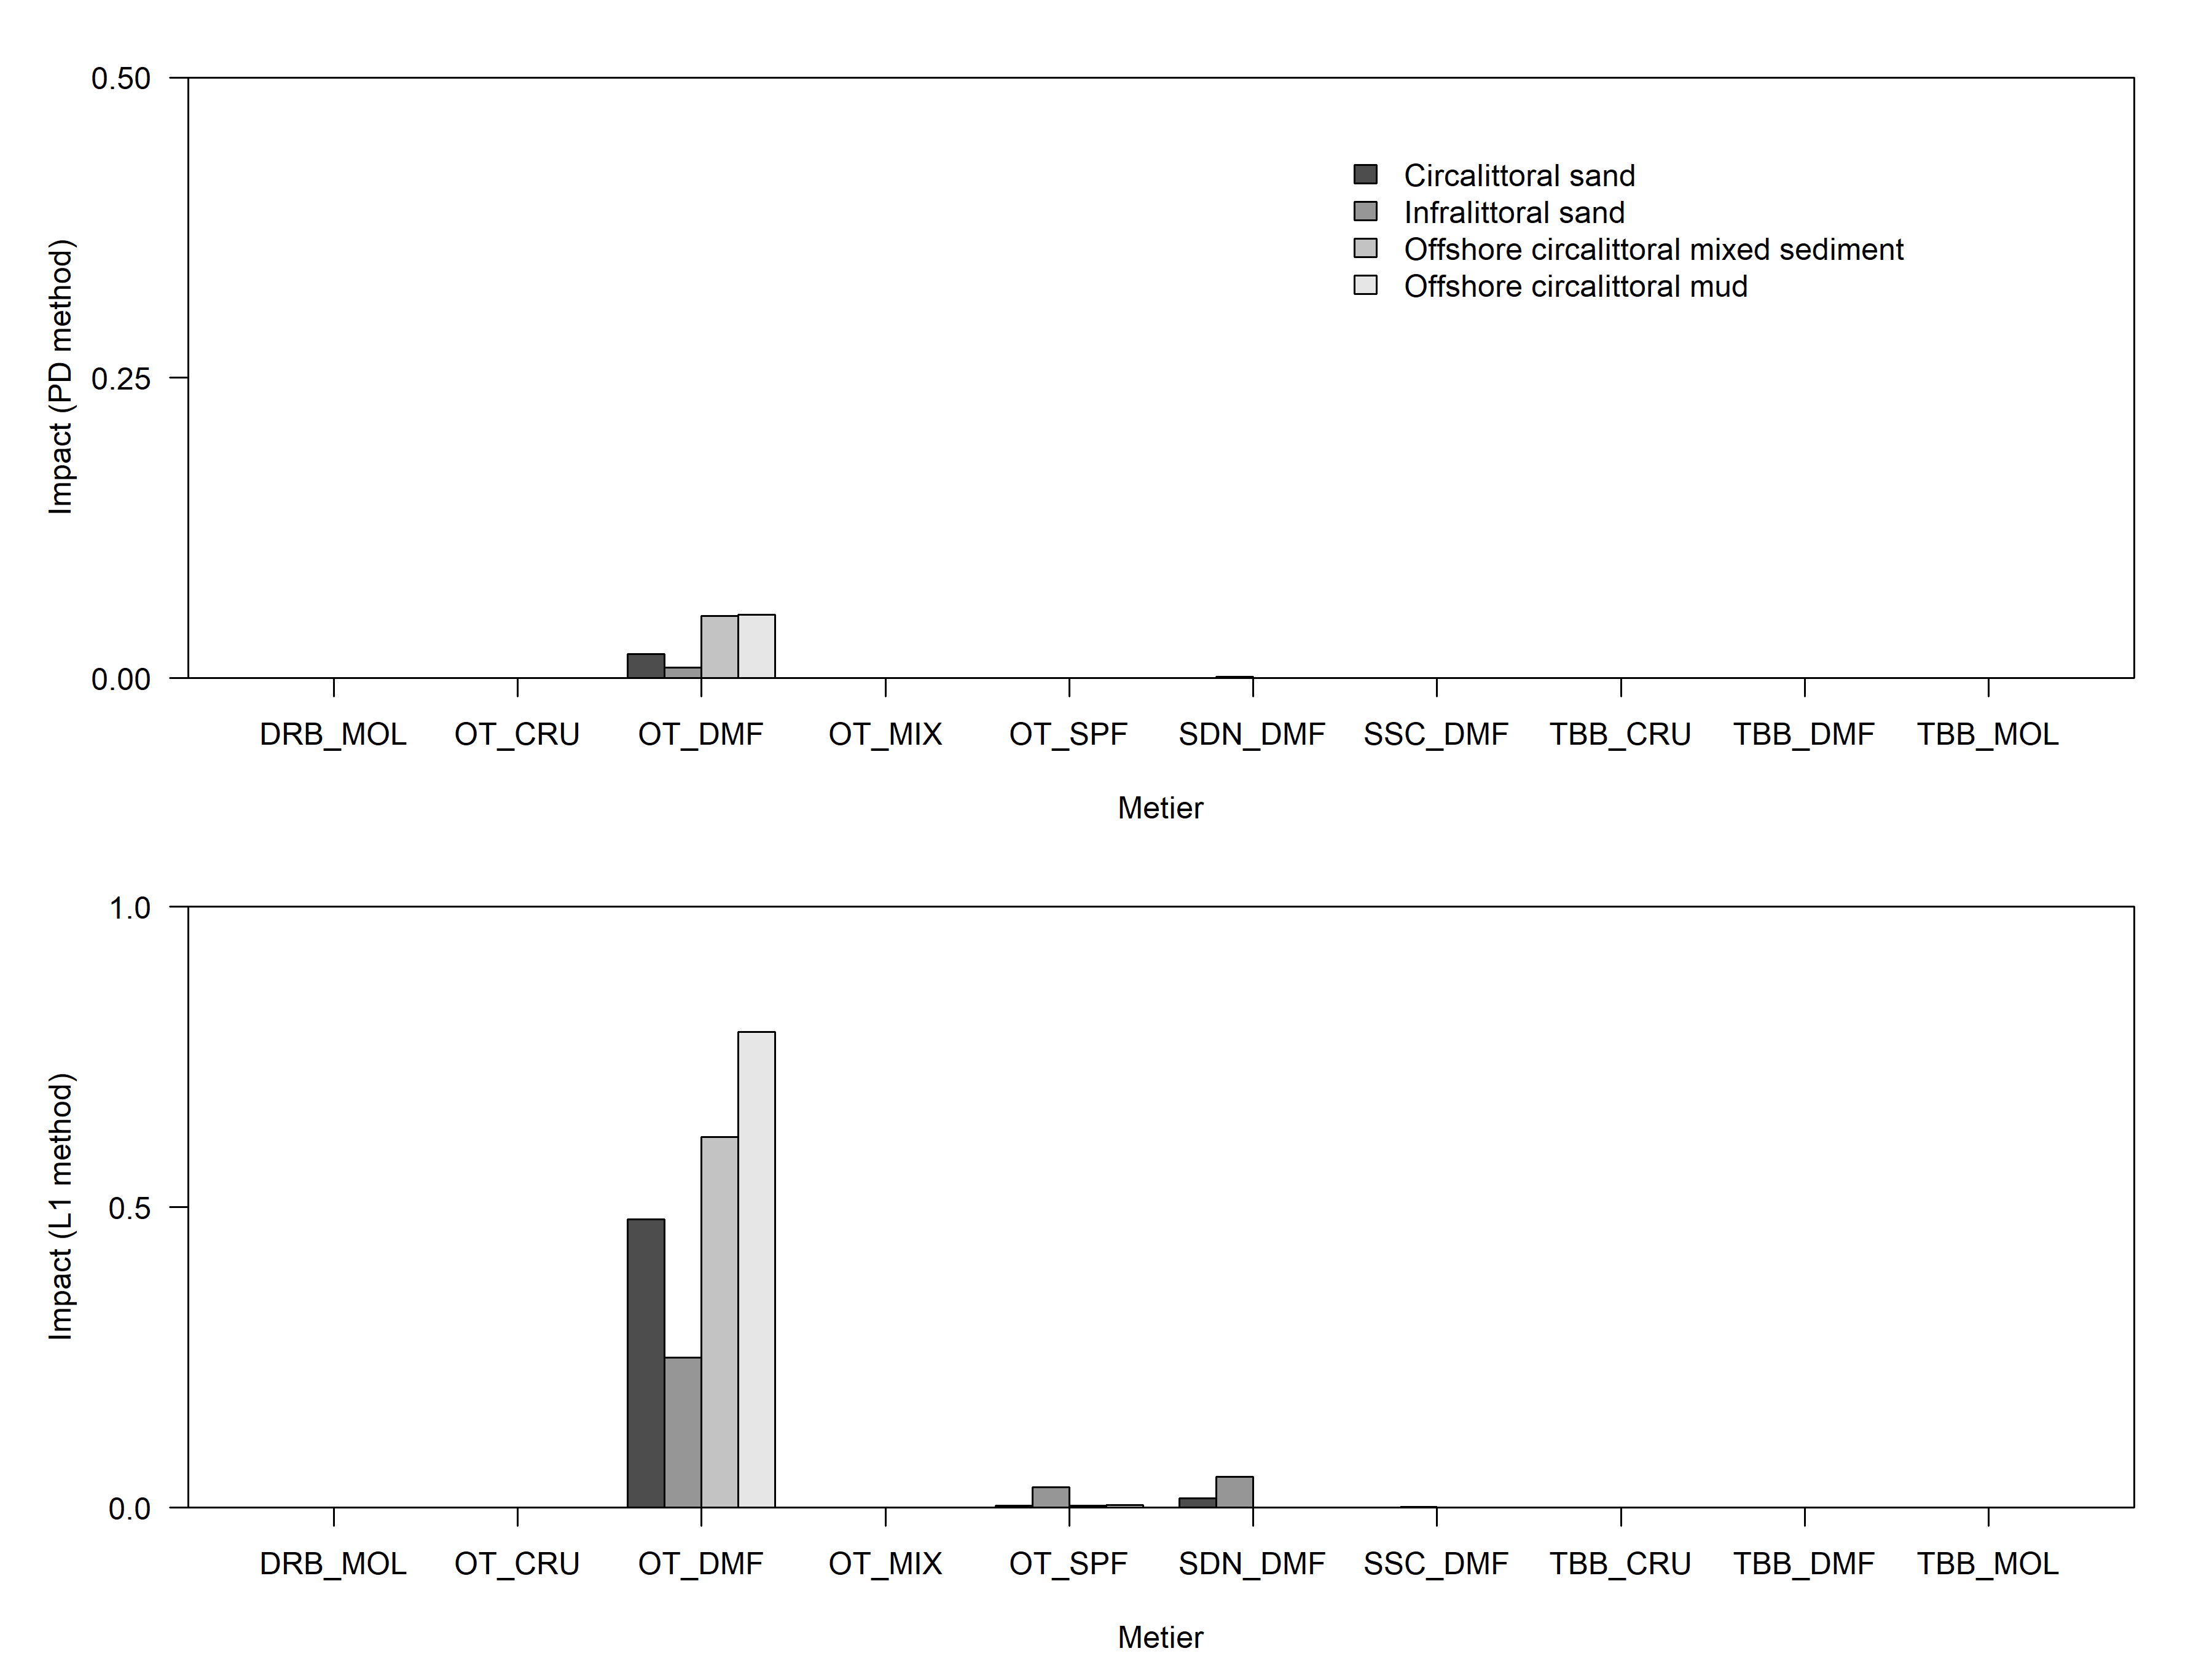 Impact (PD method)
0.50
0.25
0.00
Circalittoral sand
Infralittoral sand
Offshore circalittoral mixed sediment
Offshore circalittoral mud
DRB_MOL OT_CRU OT_DMF OT_MIX OT_SPF SDN_DMF SSC_DMF TBB_CRU TBB_DMF TBB_MOL
Metier
Impact (L1 method)
1.0
0.5
0.0
DRB_MOL OT_CRU OT_DMF OT_MIX OT_SPF SDN_DMF SSC_DMF TBB_CRU TBB_DMF TBB_MOL
Metier